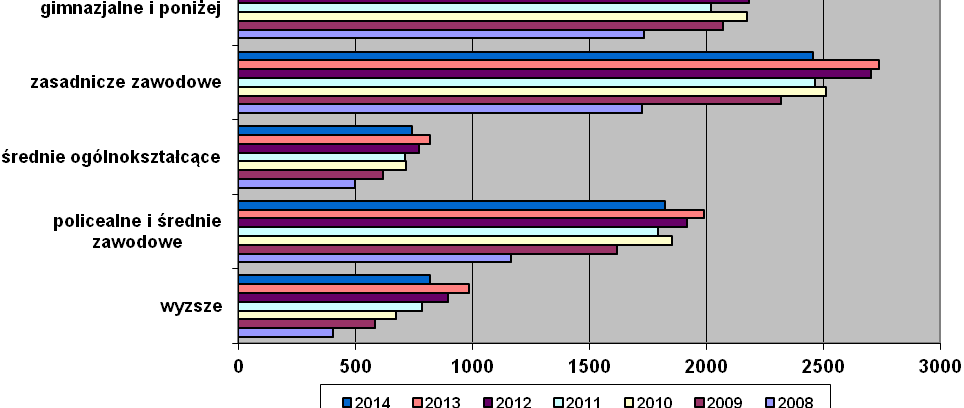 gimnazjalne i poniżej
zasadnicze zawodowe
średnie ogólnokształcące
policealne i średnie
zawodowe
wyzsze
0 500 1000 1500 2000 2500 3000
2014 2013 2012 2011 2010 2009 2008